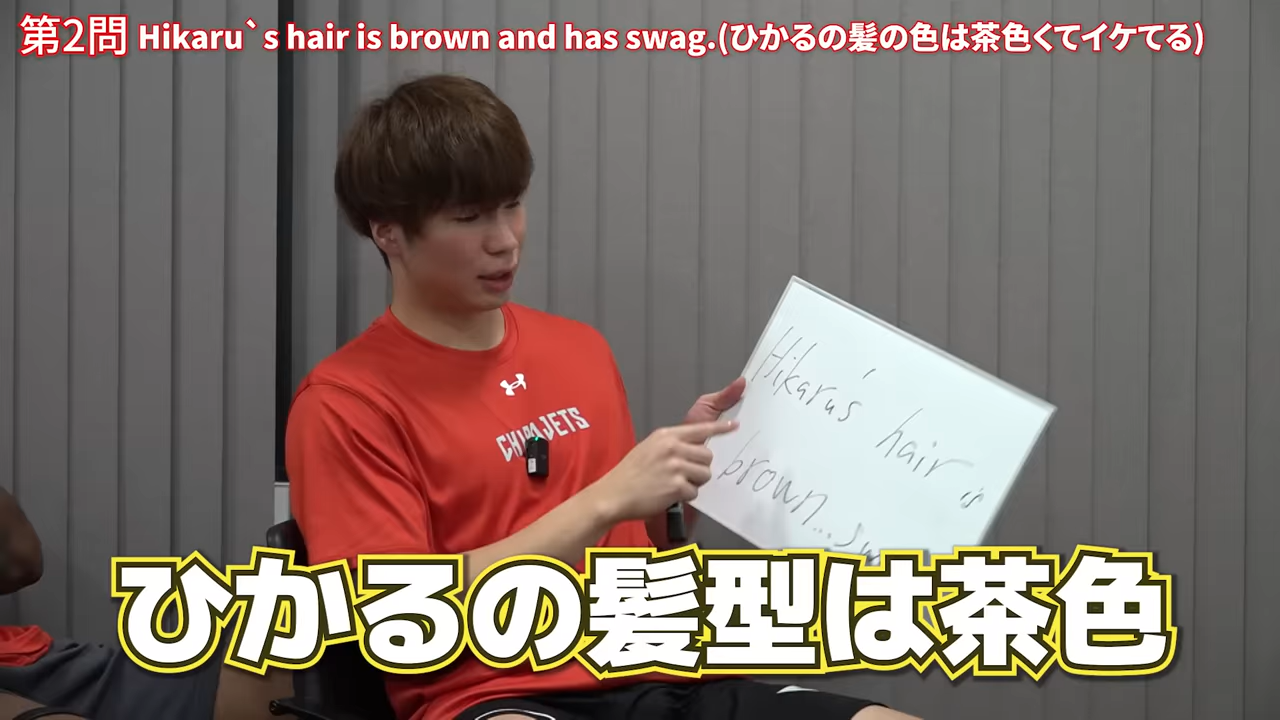 第2問 Hikaru`s hair is brown and has swag.(ひかるの髪の色は茶色くてイケてる)
CHIBA JETS
Hikaru's hair is
brown...
ひかるの髪型は茶色